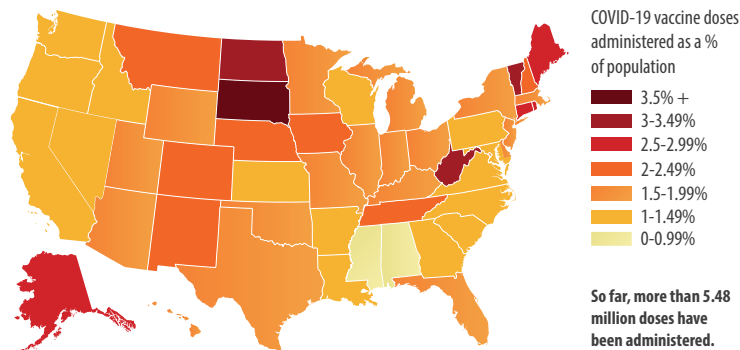 COVID-19 vaccine doses
administered as a %
of population
3.5% +
3-3.49%
2.5-2.99%
2-2.49%
1.5-1.99%
1-1.49%
0-0.99%
So far, more than 5.48
million doses have
been administered.